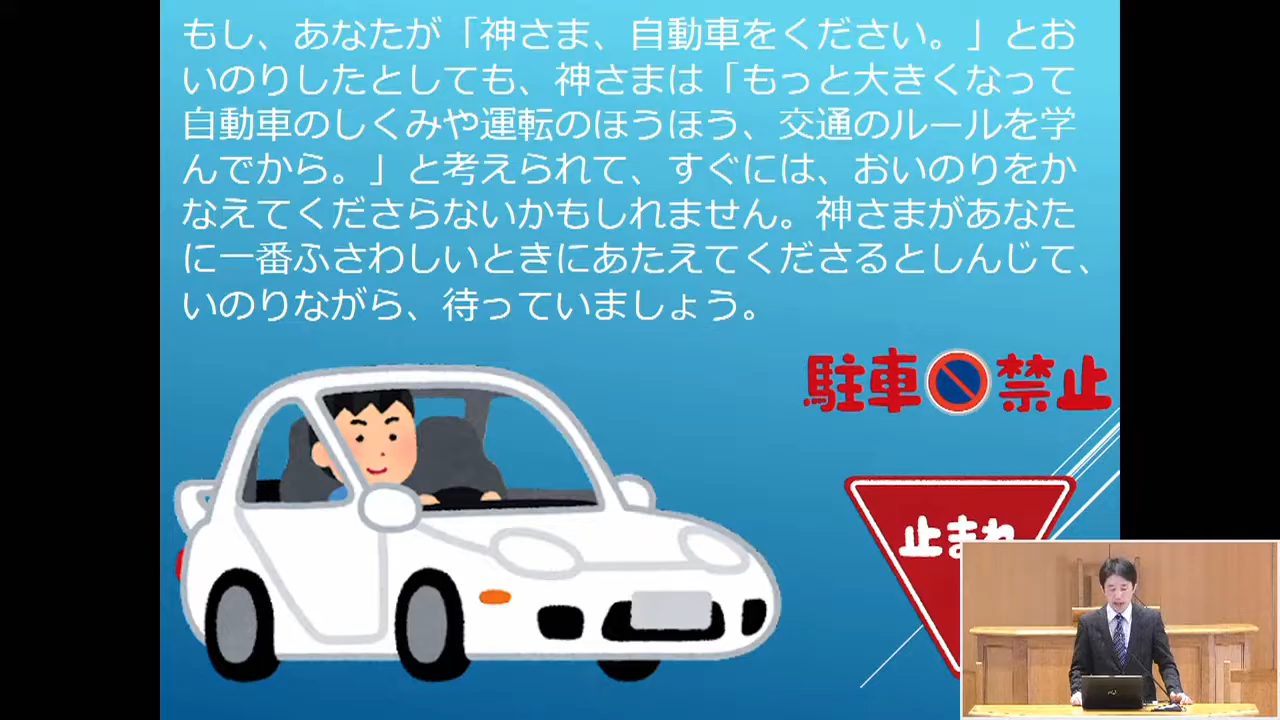 もし、あなたが「神さま、自動車をください。」とお
いのりしたとしても、神さまは「もっと大きくなって
自動車のしくみや運転のほうほう、交通のルールを学
んでから。」と考えられて、すぐには、おいのりをか
なえてくださらないかもしれません。神さまがあなた
に一番ふさわしいときにあたえてくださるとしんじて、
いのりながら、待っていましょう。
駐車禁止
止まれ